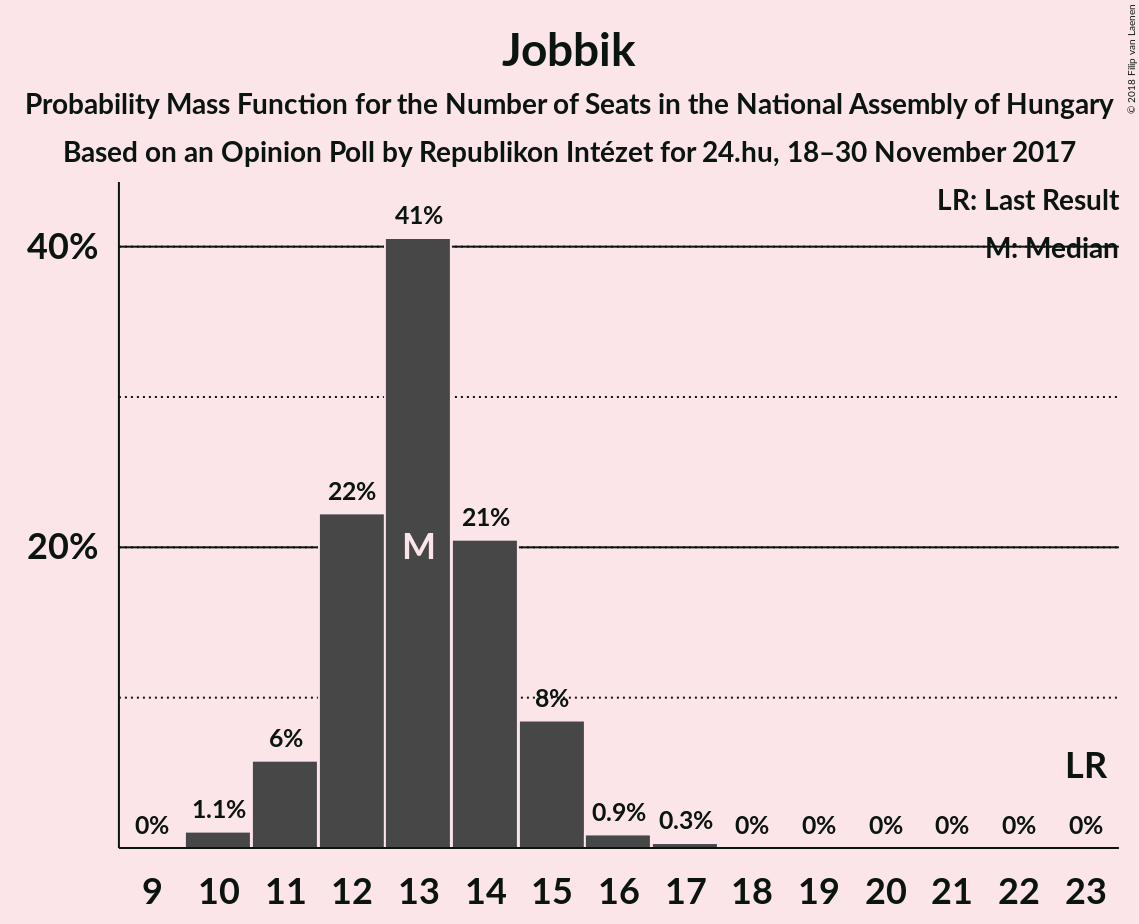 Jobbik
Probability Mass Function for the Number of Seats in the National Assembly of Hungary
Based on an Opinion Poll by Republikon Intézet for 24.hu, 18–30 November 2017
© 2018 Filip van Laenen
LR: Last Result
M: Median
40%
20%
0%
1.1%
6%
22%
41%
M
21%
8%
0.9%
0.3%
0%
0%
0%
0%
0%
0%
LR
9 10 11 12 13 14 15 16 17 18 19 20 21 22 23